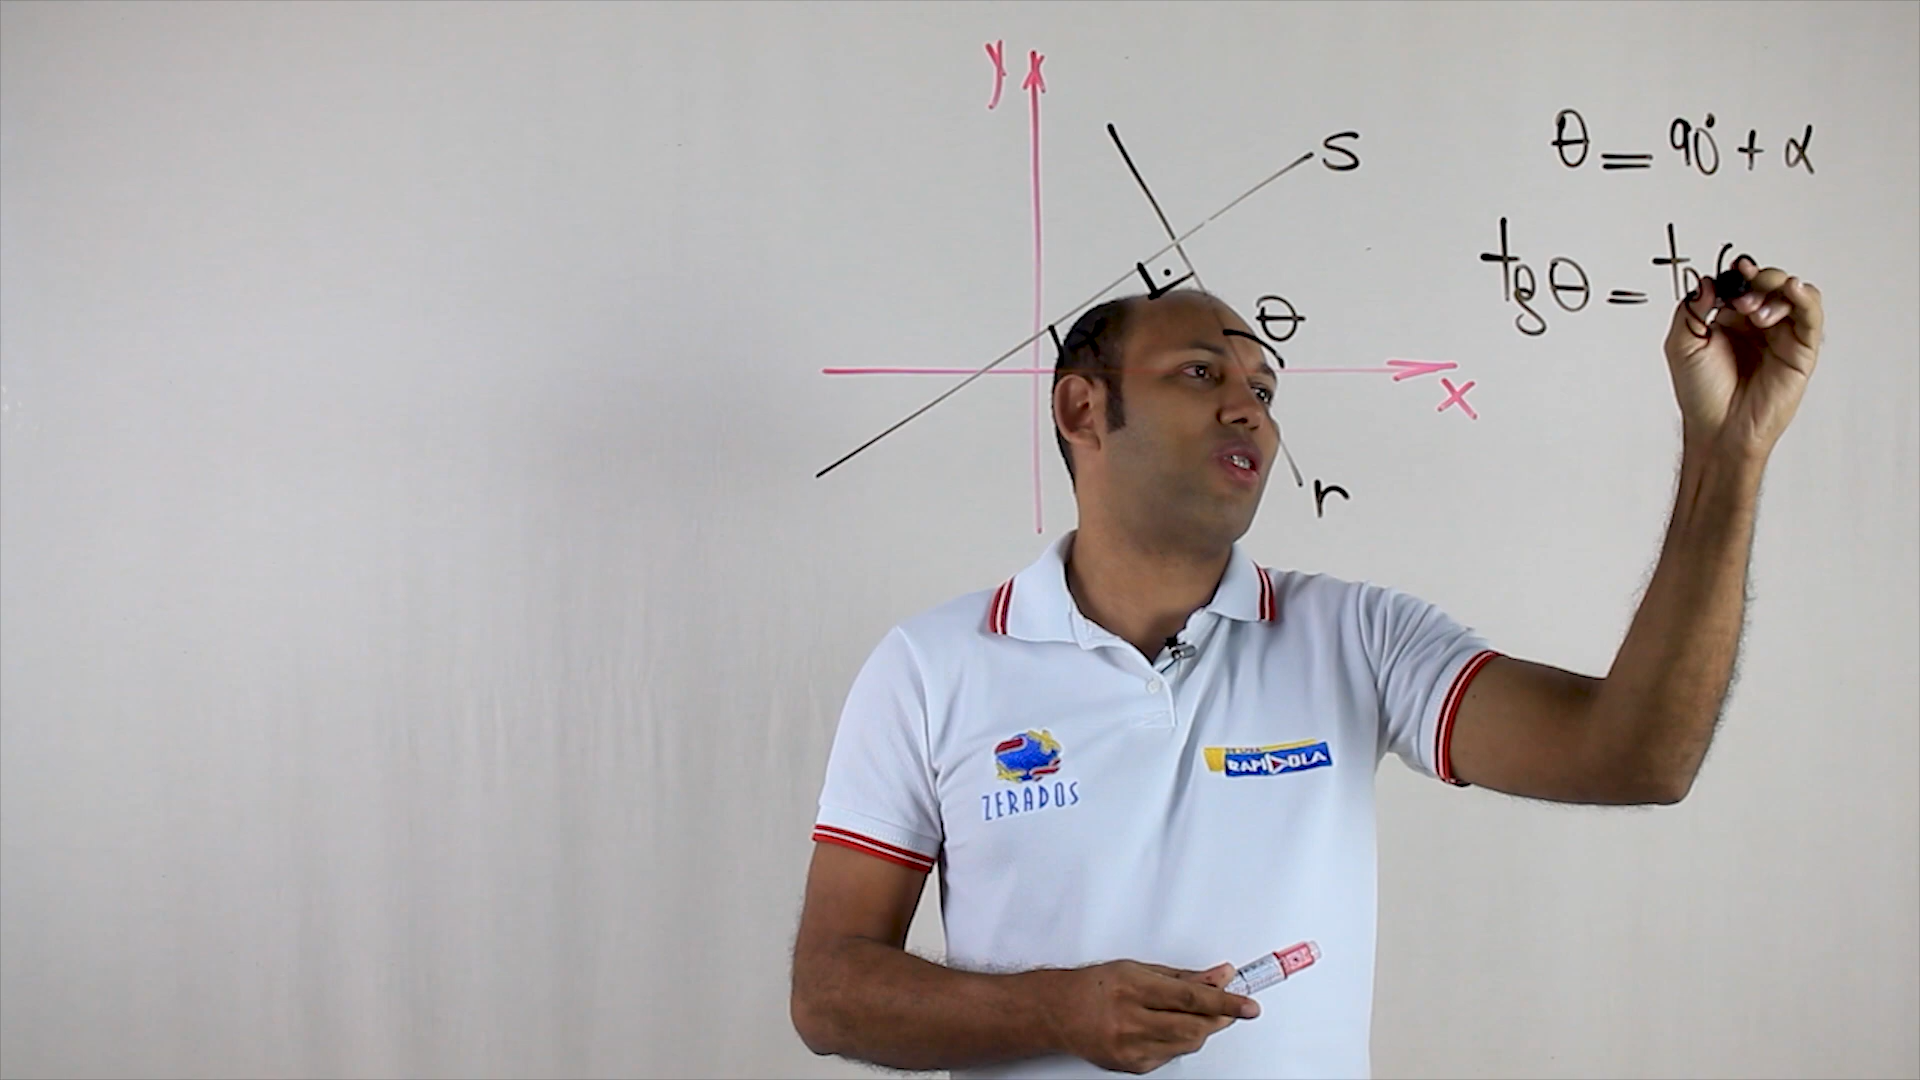 y
s
θ = 90° + α
tg θ = tg (
α
θ
x
r
ZERADOS
RAPIDOLA